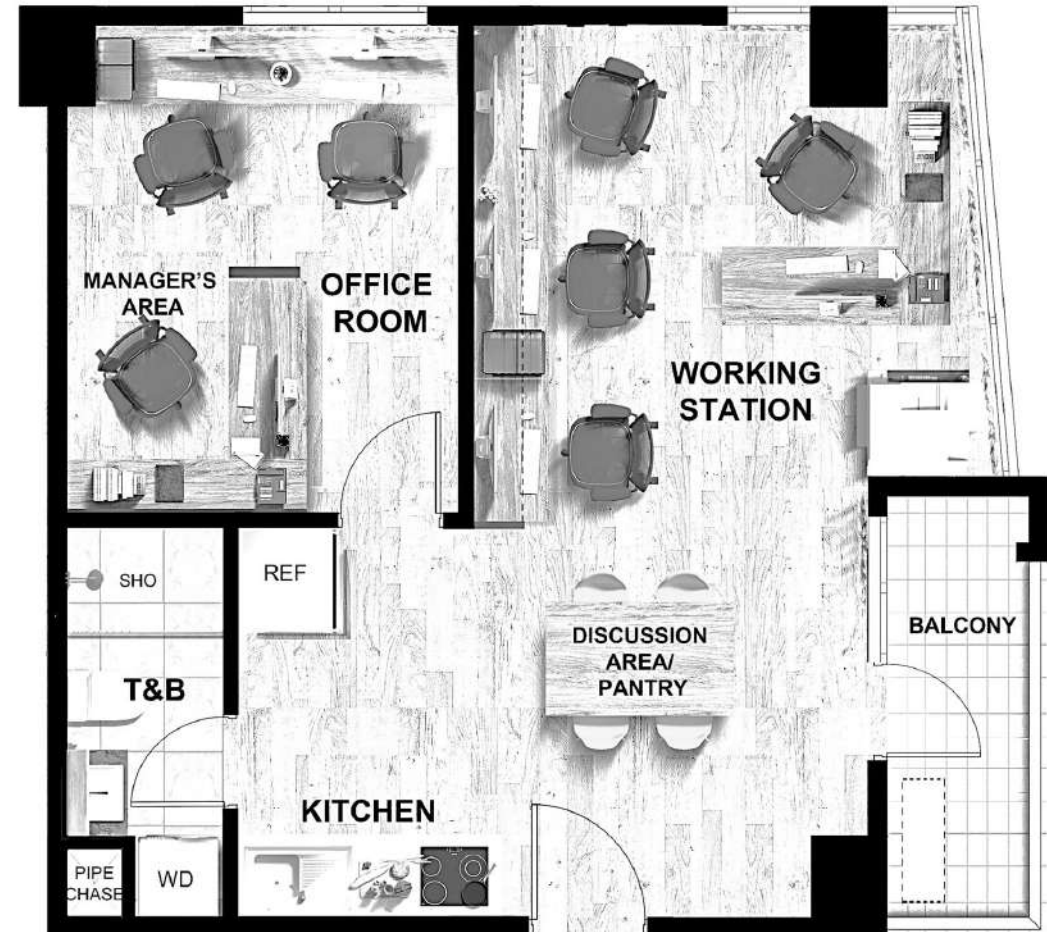 MANAGER'S
AREA
OFFICE
ROOM
WORKING
STATION
SHO
REF
T&B
DISCUSSION
AREA/
PANTRY
BALCONY
KITCHEN
PIPE
CHASE
WD